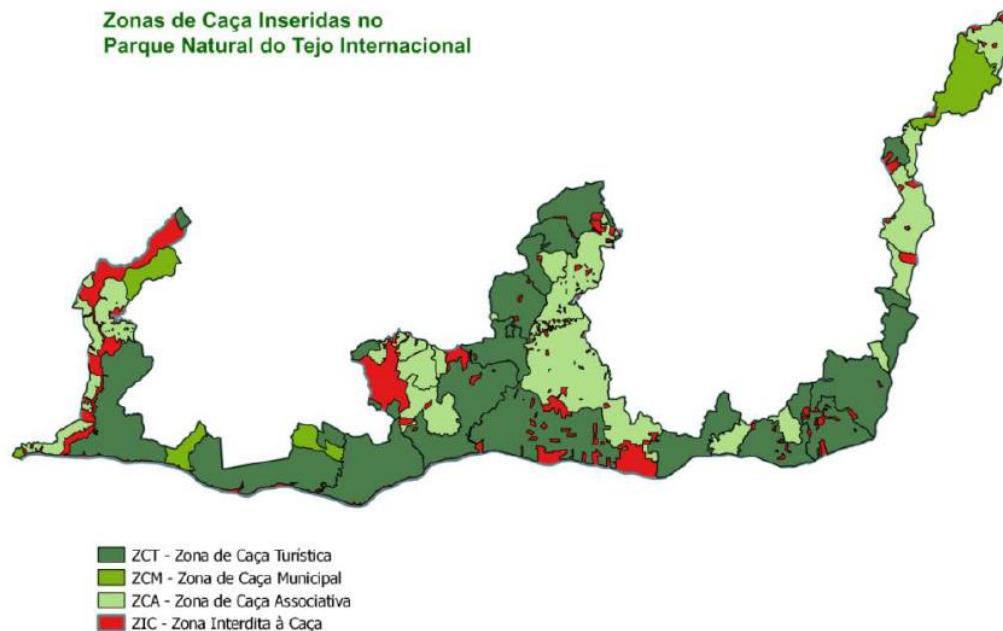 Zonas de Caça Inseridas no
Parque Natural do Tejo Internacional
ZCT - Zona de Caça Turística
ZCM - Zona de Caça Municipal
ZCA - Zona de Caça Associativa
ZIC - Zona Interdita à Caça